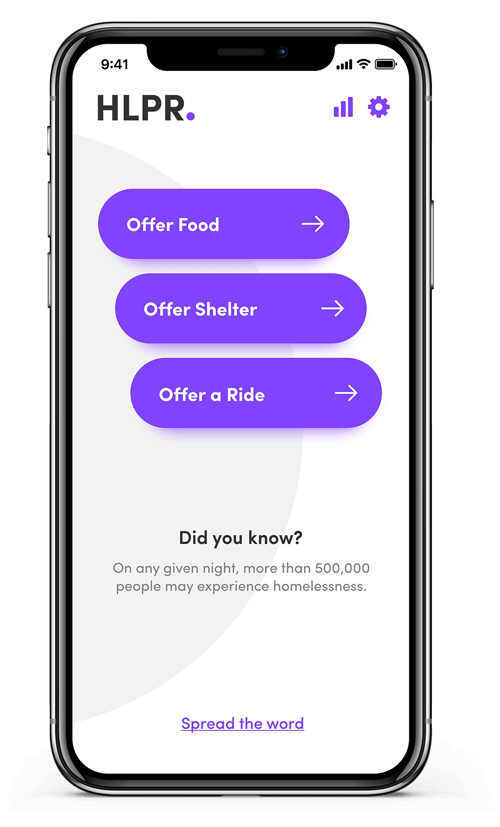 9:41
HLPR.
Offer Food
Offer Shelter
Offer a Ride
Did you know?
On any given night, more than 500,000
people may experience homelessness.
Spread the word